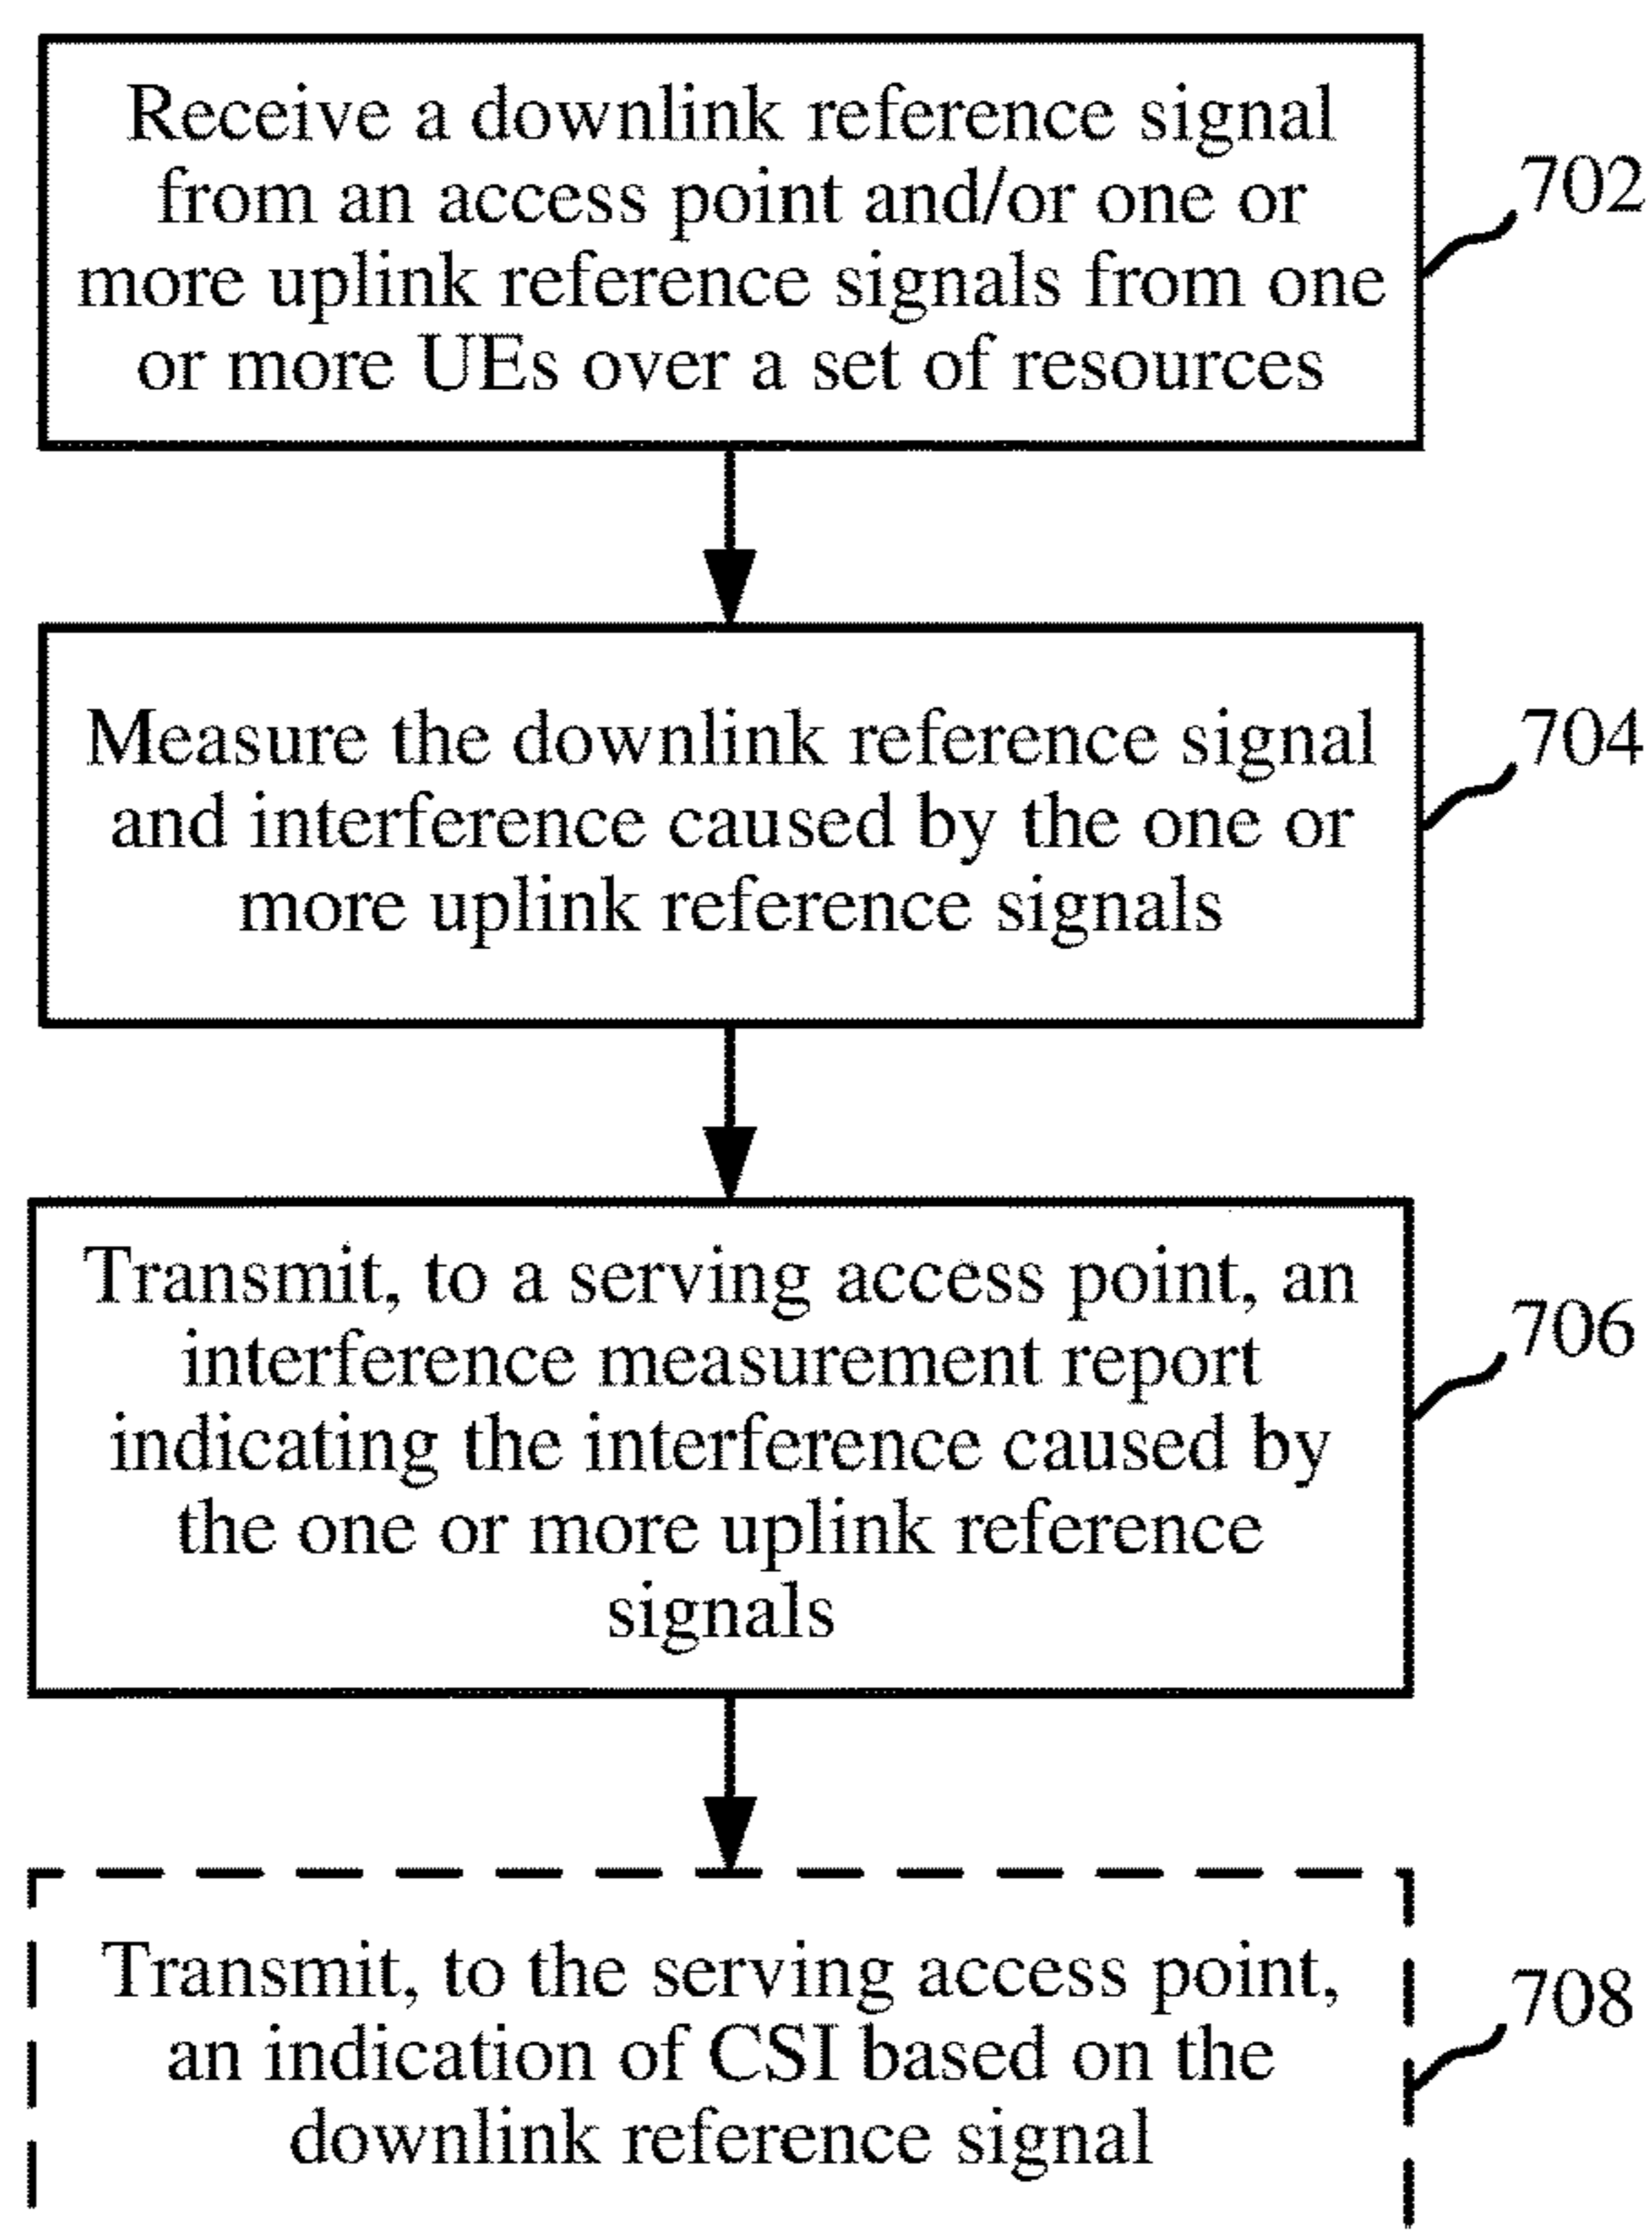 Receive a downlink reference signal
from an access point and/or one or
more uplink reference signals from one
or more UEs over a set of resources
702
Measure the downlink reference signal
and interference caused by the one or
more uplink reference signals
704
Transmit, to a serving access point, an
interference measurement report
indicating the interference caused by
the one or more uplink reference
signals
706
Transmit, to the serving access point,
an indication of CSI based on the
downlink reference signal
708